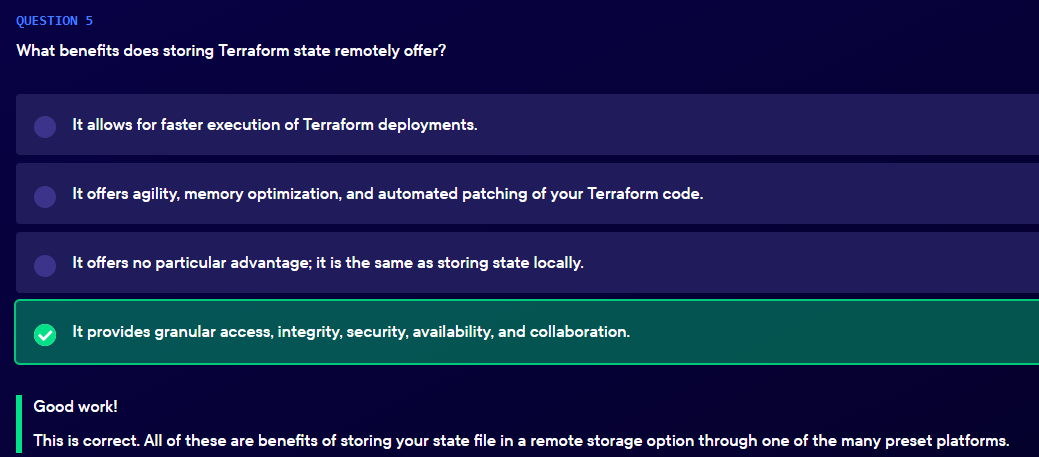 QUESTION 5
What benefits does storing Terraform state remotely offer?
It allows for faster execution of Terraform deployments.
It offers agility, memory optimization, and automated patching of your Terraform code.
It offers no particular advantage; it is the same as storing state locally.
It provides granular access, integrity, security, availability, and collaboration.
Good work!
This is correct. All of these are benefits of storing your state file in a remote storage option through one of the many preset platforms.